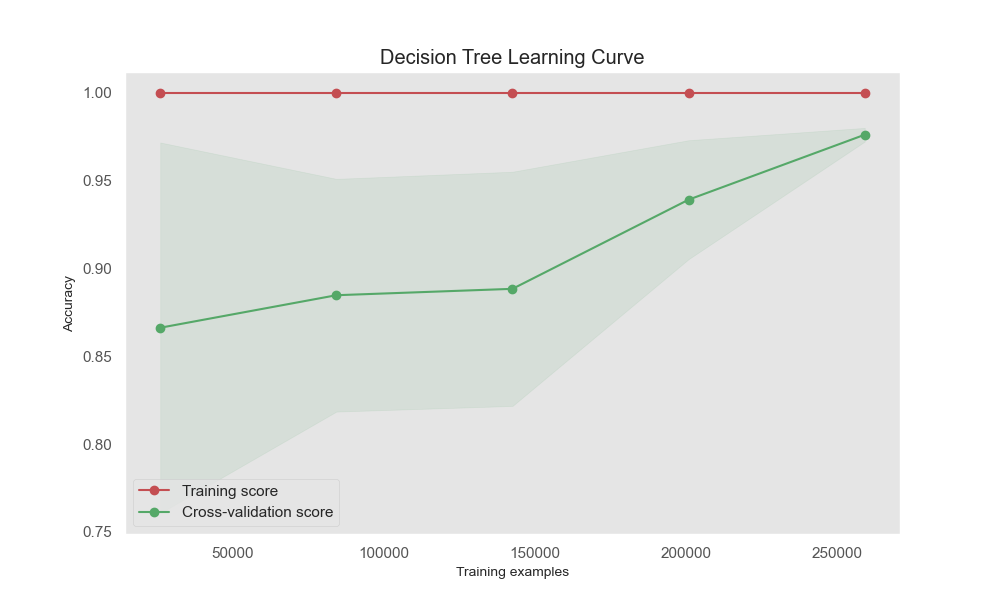 Decision Tree Learning Curve
1.00
0.95
0.90
0.85
0.80
0.75
Accuracy
Training score
Cross-validation score
50000 100000 150000 200000 250000
Training examples